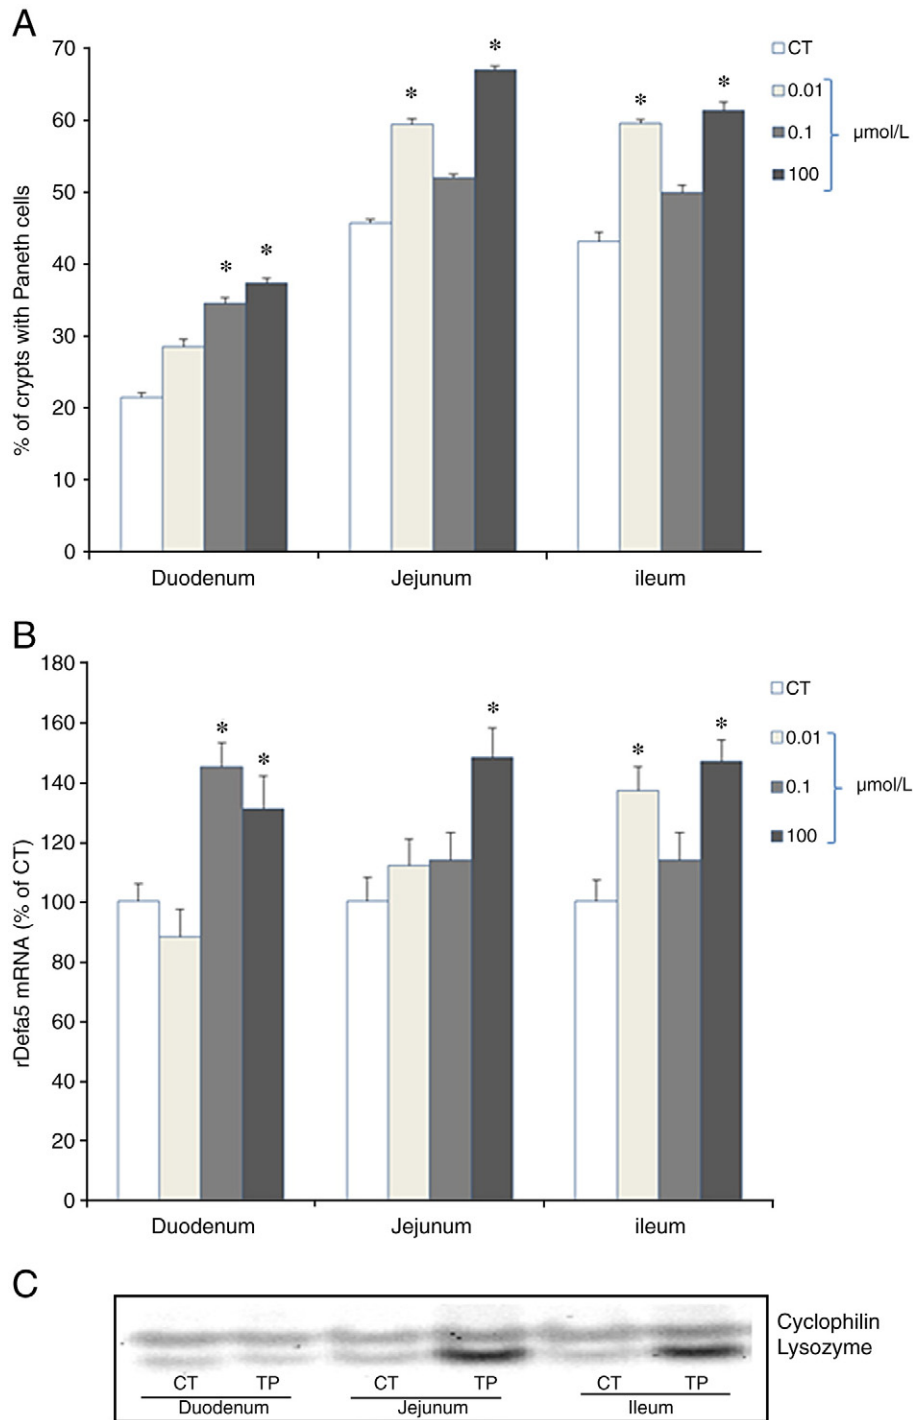 A
70
60
50
40
30
20
10
0
% of crypts with Paneth cells
* * * * * *
Duodenum Jejunum ileum
CT
0.01
0.1
100
µmol/L
B
180
160
140
120
100
80
60
40
20
0
rDefa5 mRNA (% of CT)
* * * * *
Duodenum Jejunum ileum
CT
0.01
0.1
100
µmol/L
C
Cyclophilin
Lysozyme
CT TP CT TP CT TP
Duodenum Jejunum Ileum